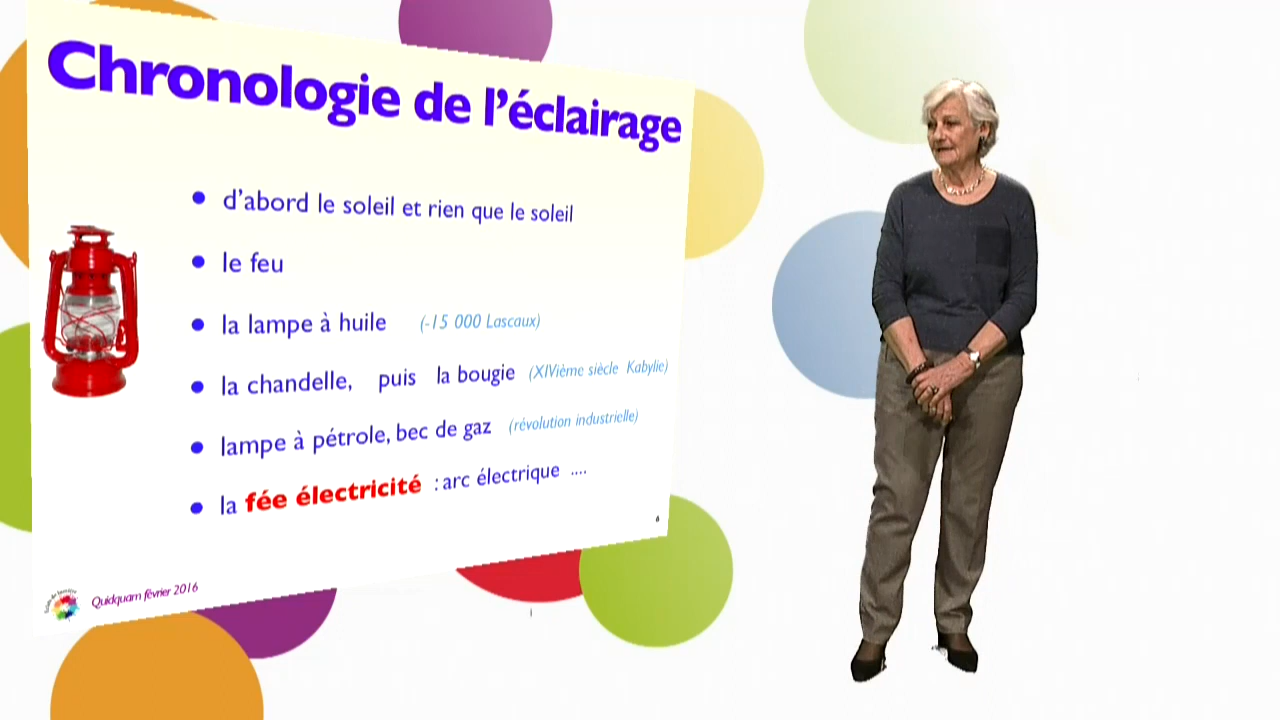 Chronologie de l'éclairage
d'abord le soleil et rien que le soleil
le feu
la lampe à huile (-15 000 Lascaux)
la chandelle, puis la bougie (XIVième siècle Kabylie)
lampe à pétrole, bec de gaz (révolution industrielle)
la fée électricité : arc électrique ....
Quidquam février 2016